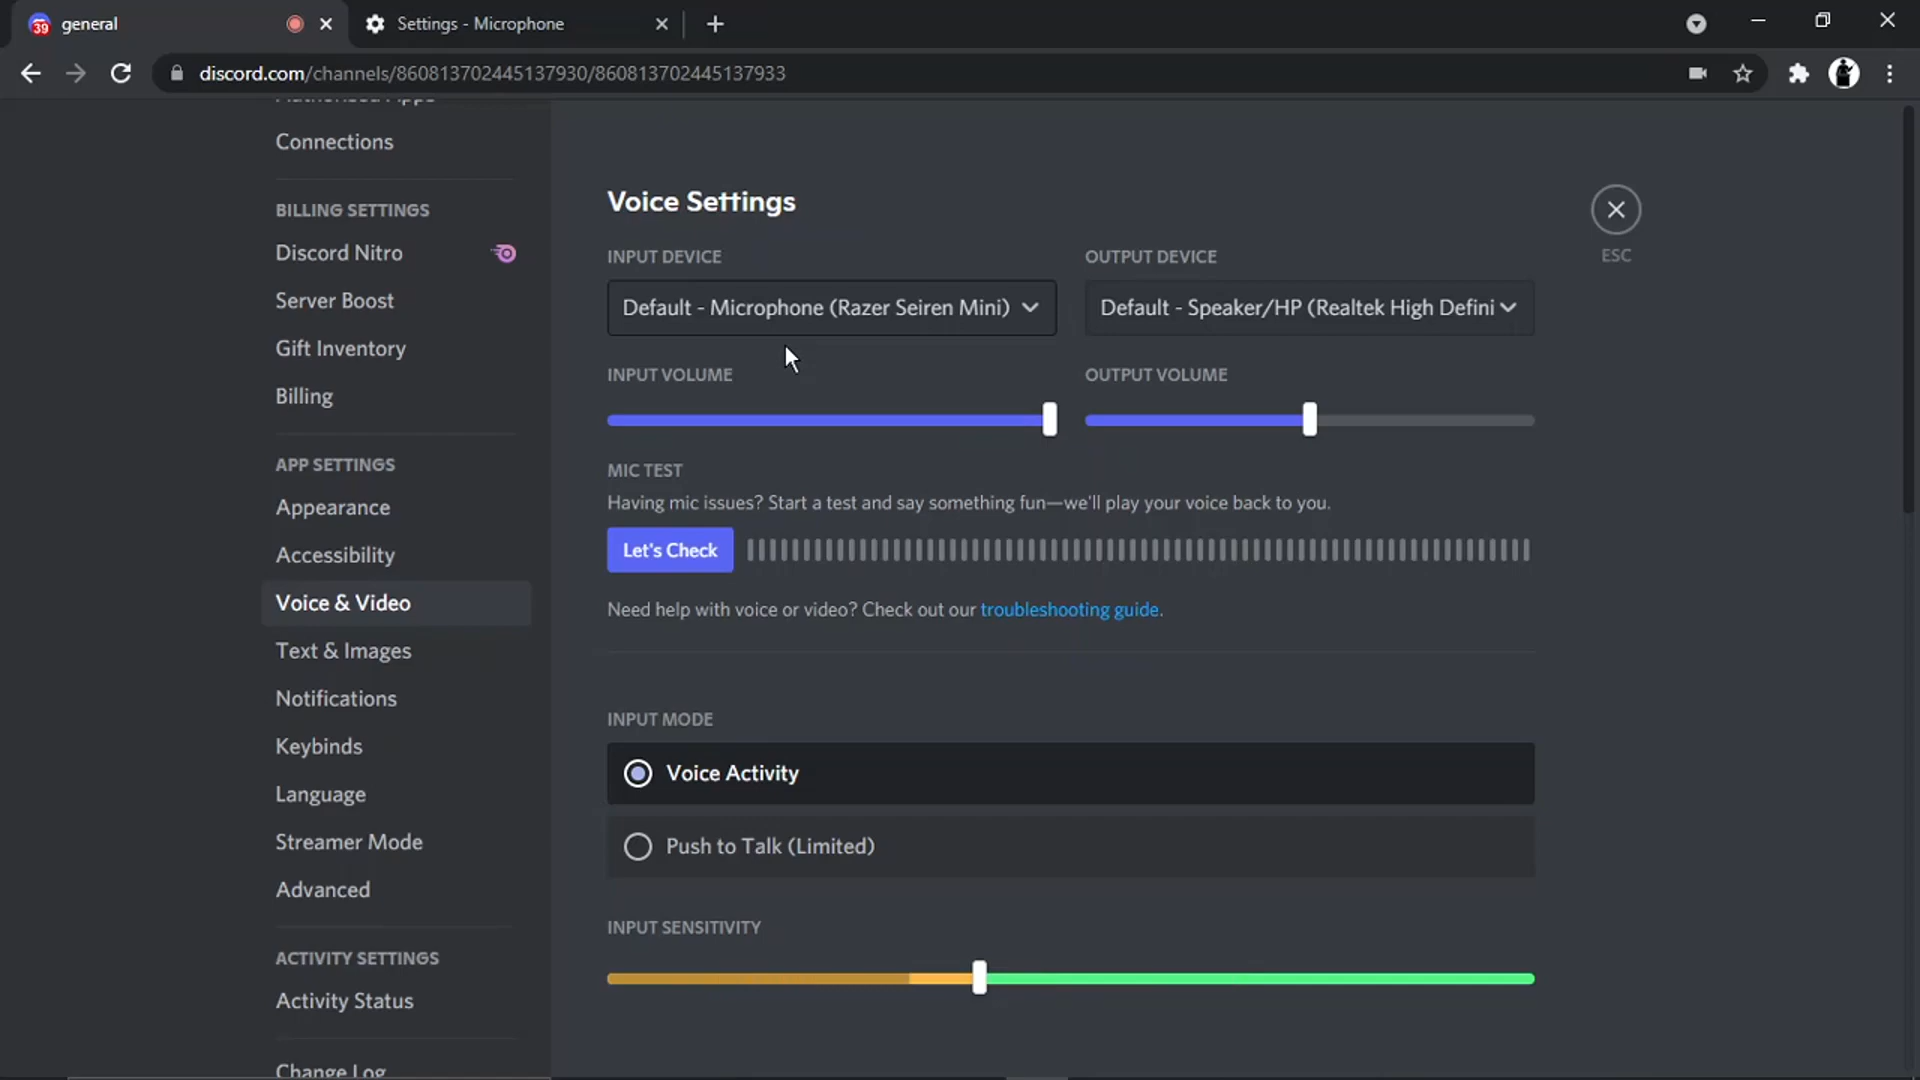 39 general
Settings - Microphone
discord.com/channels/860813702445137930/860813702445137933
Authorised Apps
Connections
BILLING SETTINGS
Discord Nitro
Server Boost
Gift Inventory
Billing
APP SETTINGS
Appearance
Accessibility
Voice & Video
Text & Images
Notifications
Keybinds
Language
Streamer Mode
Advanced
ACTIVITY SETTINGS
Activity Status
Change Log
Voice Settings
ESC
INPUT DEVICE
Default - Microphone (Razer Seiren Mini)
OUTPUT DEVICE
Default - Speaker/HP (Realtek High Defini
INPUT VOLUME
OUTPUT VOLUME
MIC TEST
Having mic issues? Start a test and say something fun—we'll play your voice back to you.
Let's Check
Need help with voice or video? Check out our troubleshooting guide.
INPUT MODE
Voice Activity
Push to Talk (Limited)
INPUT SENSITIVITY